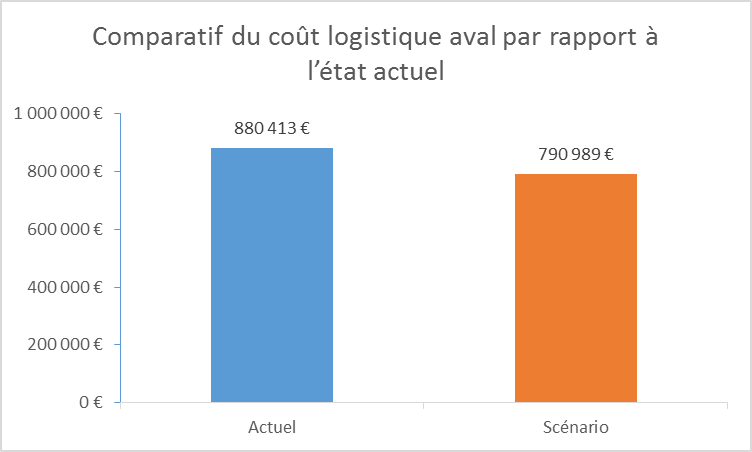 Comparatif du coût logistique aval par rapport à
l’état actuel
1 000 000 €
800 000 €
600 000 €
400 000 €
200 000 €
0 €
880 413 €
790 989 €
Actuel
Scénario